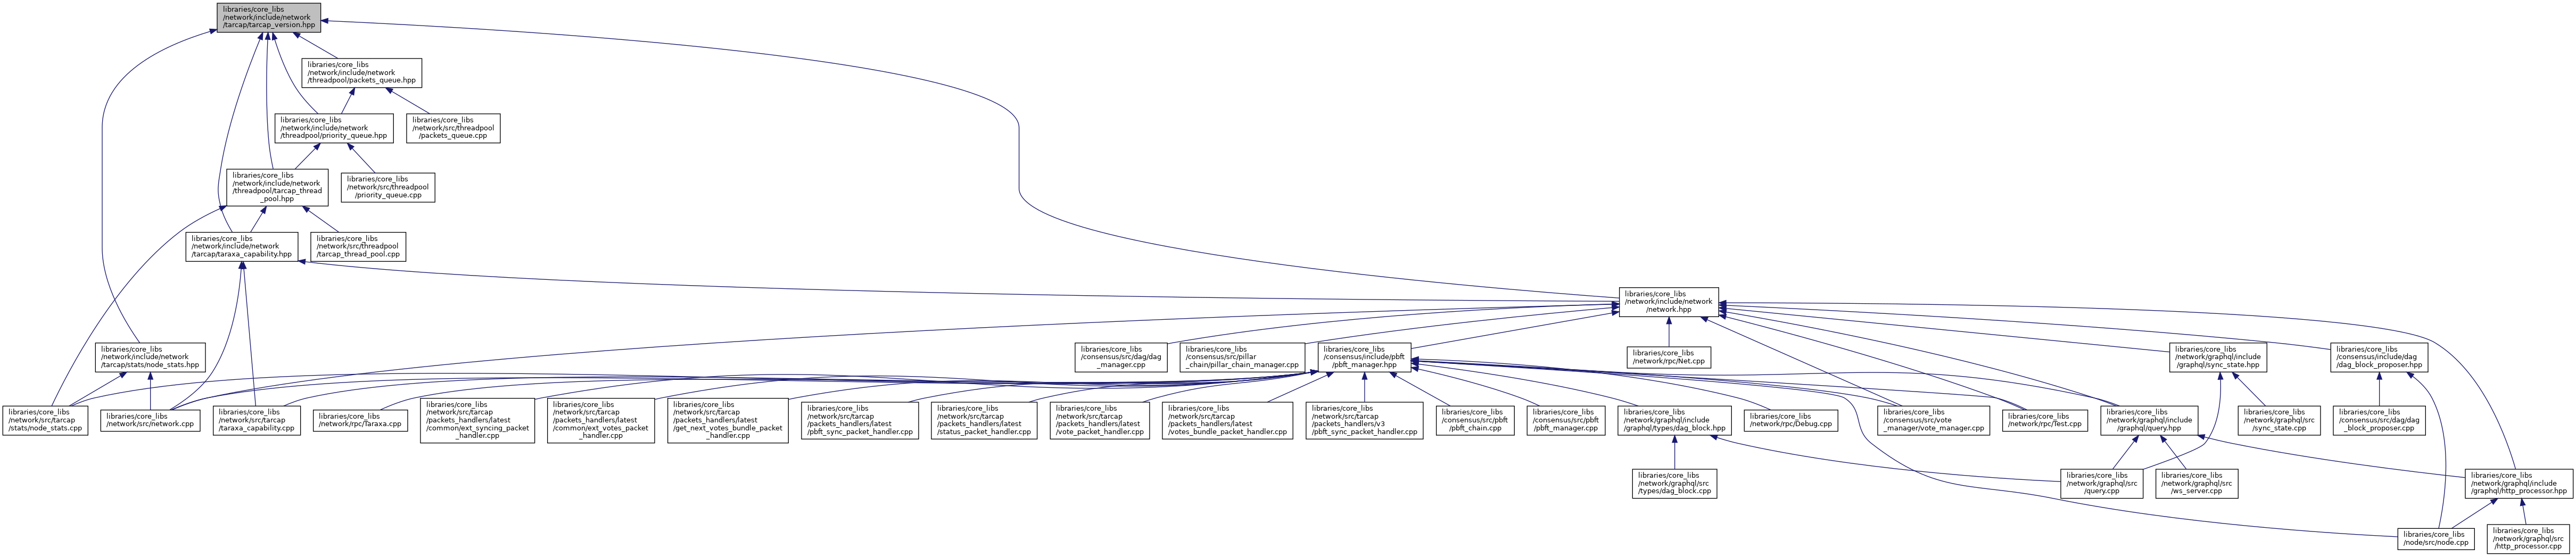 libraries/core_libs
/network/include/network
/tarcap/tarcap_version.hpp
libraries/core_libs
/network/include/network
/threadpool/packets_queue.hpp
libraries/core_libs
/network/include/network
/threadpool/priority_queue.hpp
libraries/core_libs
/network/src/threadpool
/packets_queue.cpp
libraries/core_libs
/network/include/network
/threadpool/tarcap_thread
_pool.hpp
libraries/core_libs
/network/src/threadpool
/priority_queue.cpp
libraries/core_libs
/network/include/network
/tarcap/taraxa_capability.hpp
libraries/core_libs
/network/src/threadpool
/tarcap_thread_pool.cpp
libraries/core_libs
/network/include/network
/network.hpp
libraries/core_libs
/network/include/network
/tarcap/stats/node_stats.hpp
libraries/core_libs
/consensus/src/dag/dag
_manager.cpp
libraries/core_libs
/consensus/src/pillar
_chain/pillar_chain_manager.cpp
libraries/core_libs
/consensus/include/pbft
/pbft_manager.hpp
libraries/core_libs
/network/rpc/Net.cpp
libraries/core_libs
/network/graphql/include
/graphql/sync_state.hpp
libraries/core_libs
/consensus/include/dag
/dag_block_proposer.hpp
libraries/core_libs
/network/src/tarcap
/stats/node_stats.cpp
libraries/core_libs
/network/src/network.cpp
libraries/core_libs
/network/src/tarcap
/taraxa_capability.cpp
libraries/core_libs
/network/rpc/Taraxa.cpp
libraries/core_libs
/network/src/tarcap
/packets_handlers/latest
/common/ext_syncing_packet
_handler.cpp
libraries/core_libs
/network/src/tarcap
/packets_handlers/latest
/common/ext_votes_packet
_handler.cpp
libraries/core_libs
/network/src/tarcap
/packets_handlers/latest
/get_next_votes_bundle_packet
_handler.cpp
libraries/core_libs
/network/src/tarcap
/packets_handlers/latest
/pbft_sync_packet_handler.cpp
libraries/core_libs
/network/src/tarcap
/packets_handlers/latest
/status_packet_handler.cpp
libraries/core_libs
/network/src/tarcap
/packets_handlers/latest
/vote_packet_handler.cpp
libraries/core_libs
/network/src/tarcap
/packets_handlers/latest
/votes_bundle_packet_handler.cpp
libraries/core_libs
/network/src/tarcap
/packets_handlers/v3
/pbft_sync_packet_handler.cpp
libraries/core_libs
/consensus/src/pbft
/pbft_chain.cpp
libraries/core_libs
/consensus/src/pbft
/pbft_manager.cpp
libraries/core_libs
/network/graphql/include
/graphql/types/dag_block.hpp
libraries/core_libs
/network/rpc/Debug.cpp
libraries/core_libs
/consensus/src/vote
_manager/vote_manager.cpp
libraries/core_libs
/network/rpc/Test.cpp
libraries/core_libs
/network/graphql/include
/graphql/query.hpp
libraries/core_libs
/network/graphql/src
/sync_state.cpp
libraries/core_libs
/consensus/src/dag/dag
_block_proposer.cpp
libraries/core_libs
/network/graphql/src
/types/dag_block.cpp
libraries/core_libs
/network/graphql/src
/query.cpp
libraries/core_libs
/network/graphql/src
/ws_server.cpp
libraries/core_libs
/network/graphql/include
/graphql/http_processor.hpp
libraries/core_libs
/node/src/node.cpp
libraries/core_libs
/network/graphql/src
/http_processor.cpp